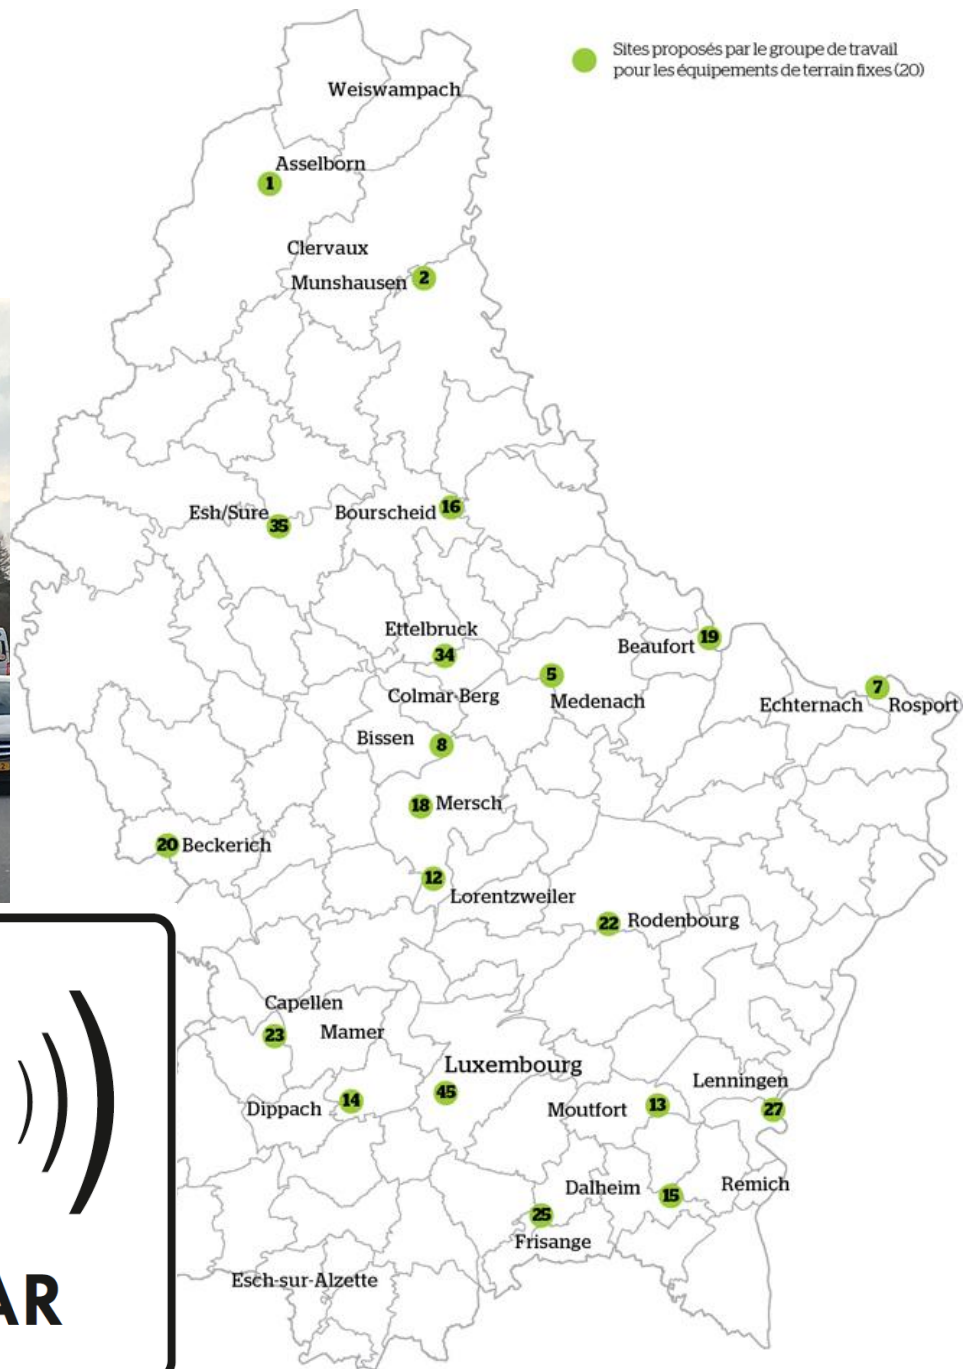 Sites proposés par le groupe de travail
pour les équipements de terrain fixes (20)
Weiswampach
Asselborn
1
Clervaux
Munshausen 2
Esh/Sure 35
Bourscheid 16
Ettelbruck
34
Beaufort 19
5
Medenach
7
Echternach Rosport
Colmar-Berg
Bissen 8
18 Mersch
20 Beckerich
12
Lorentzweiler
22 Rodenbourg
Capellen
23
Mamer
Luxembourg
45
Dippach 14
Moutfort 13
Lenningen
27
Dalheim 15
Remich
25
Frisange
Esch-sur-Alzette
AR